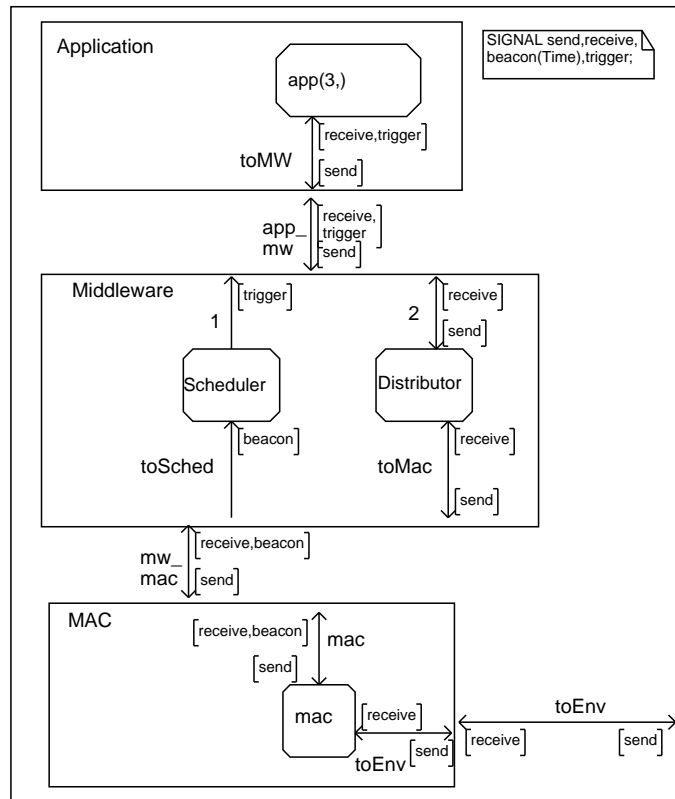 Application
SIGNAL send,receive,
beacon(Time),trigger;
app(3,)
[receive,trigger]
toMW
[send]
app_
mw
[receive,
trigger]
[send]
Middleware
[trigger]
1
[receive]
2
[send]
Scheduler
Distributor
[beacon]
[receive]
toSched
toMac
[send]
[receive,beacon]
mw_
mac
[send]
MAC
[receive,beacon]
mac
[send]
mac
[receive]
[send]
toEnv
toEnv
[receive]
[send]